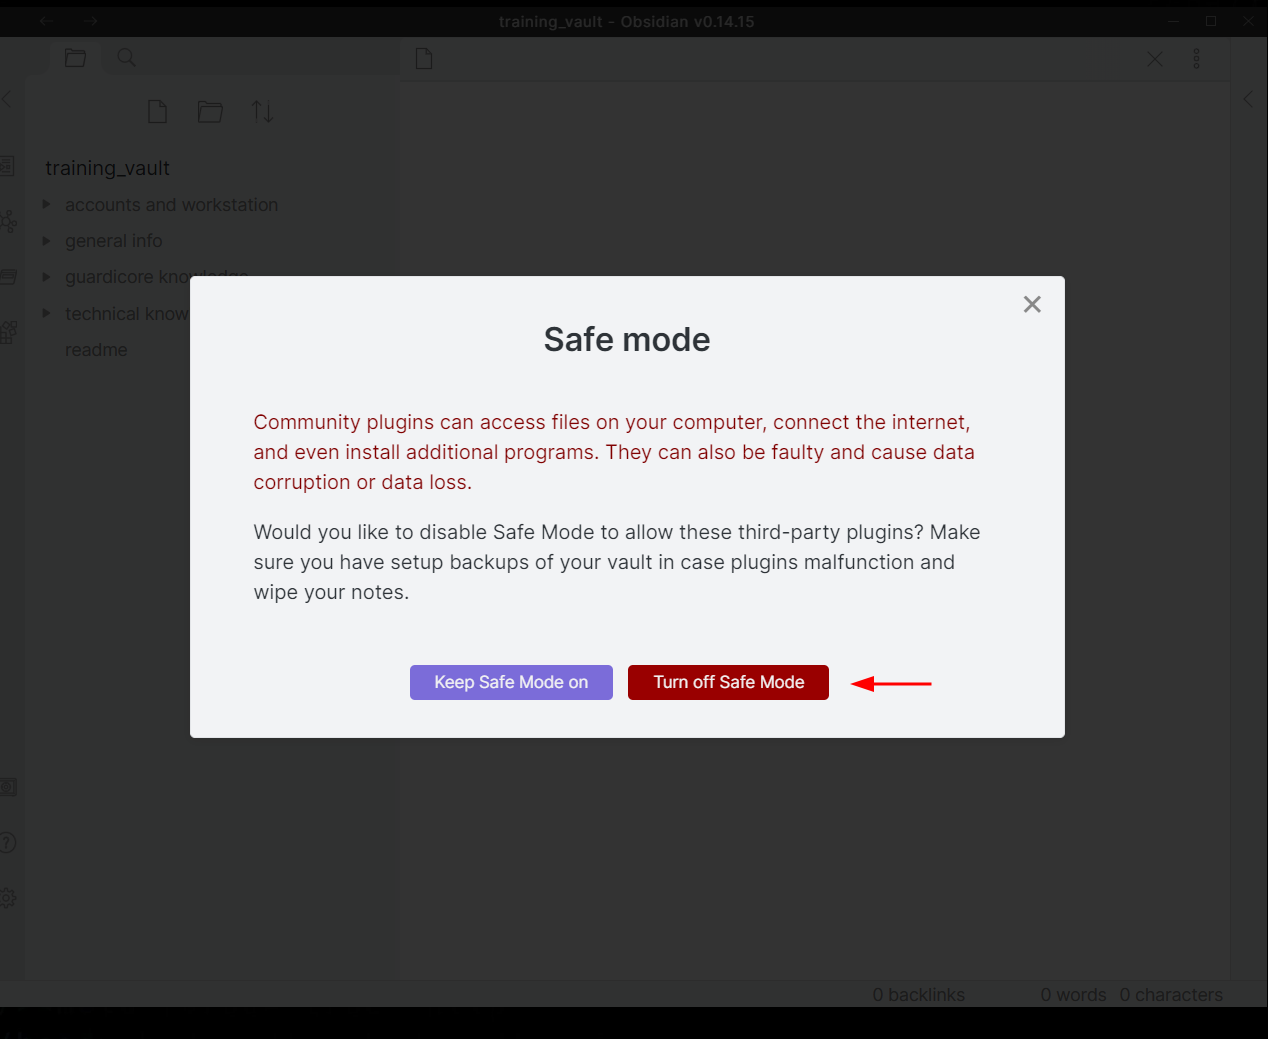 training_vault - Obsidian v0.14.15
training_vault
accounts and workstation
general info
guardicore knowledge
technical know
readme
Safe mode
Community plugins can access files on your computer, connect the internet,
and even install additional programs. They can also be faulty and cause data
corruption or data loss.
Would you like to disable Safe Mode to allow these third-party plugins? Make
sure you have setup backups of your vault in case plugins malfunction and
wipe your notes.
Keep Safe Mode on Turn off Safe Mode
0 backlinks 0 words 0 characters